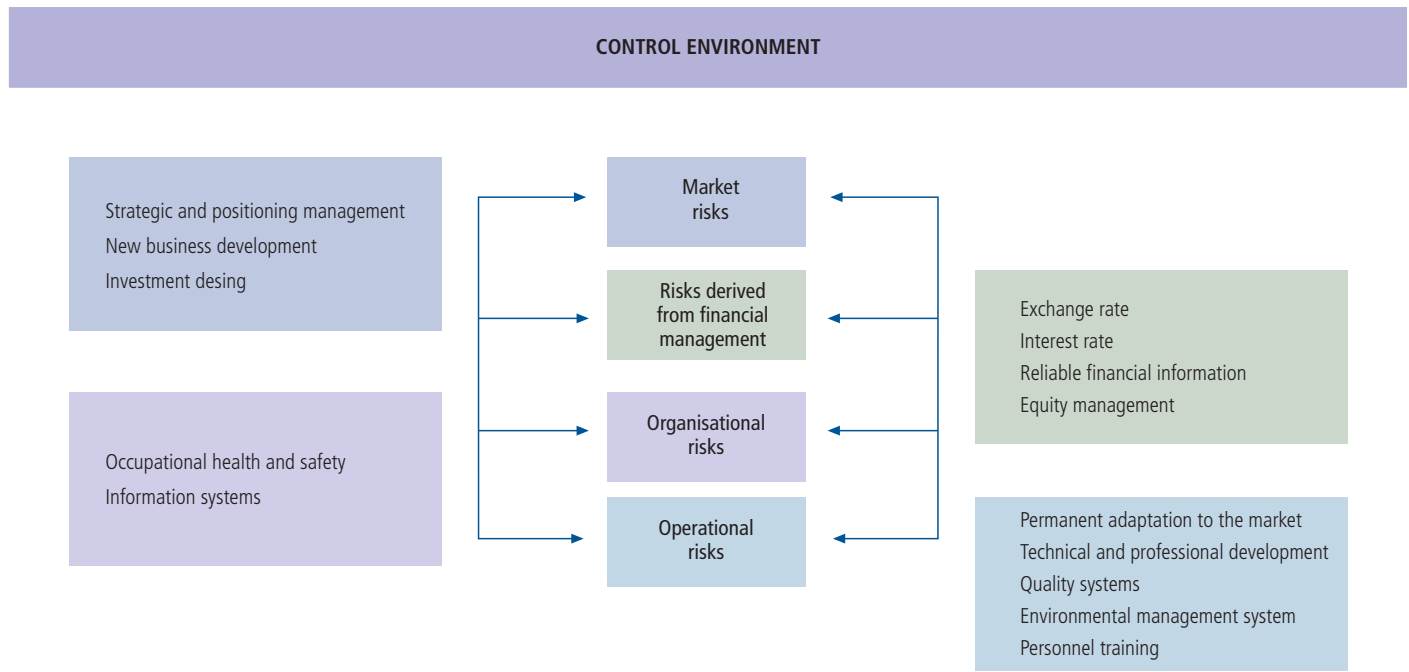 CONTROL ENVIRONMENT
Strategic and positioning management
New business development
Investment desing
Occupational health and safety
Information systems
Market
risks
Risks derived
from financial
management
Organisational
risks
Operational
risks
Exchange rate
Interest rate
Reliable financial information
Equity management
Permanent adaptation to the market
Technical and professional development
Quality systems
Environmental management system
Personnel training